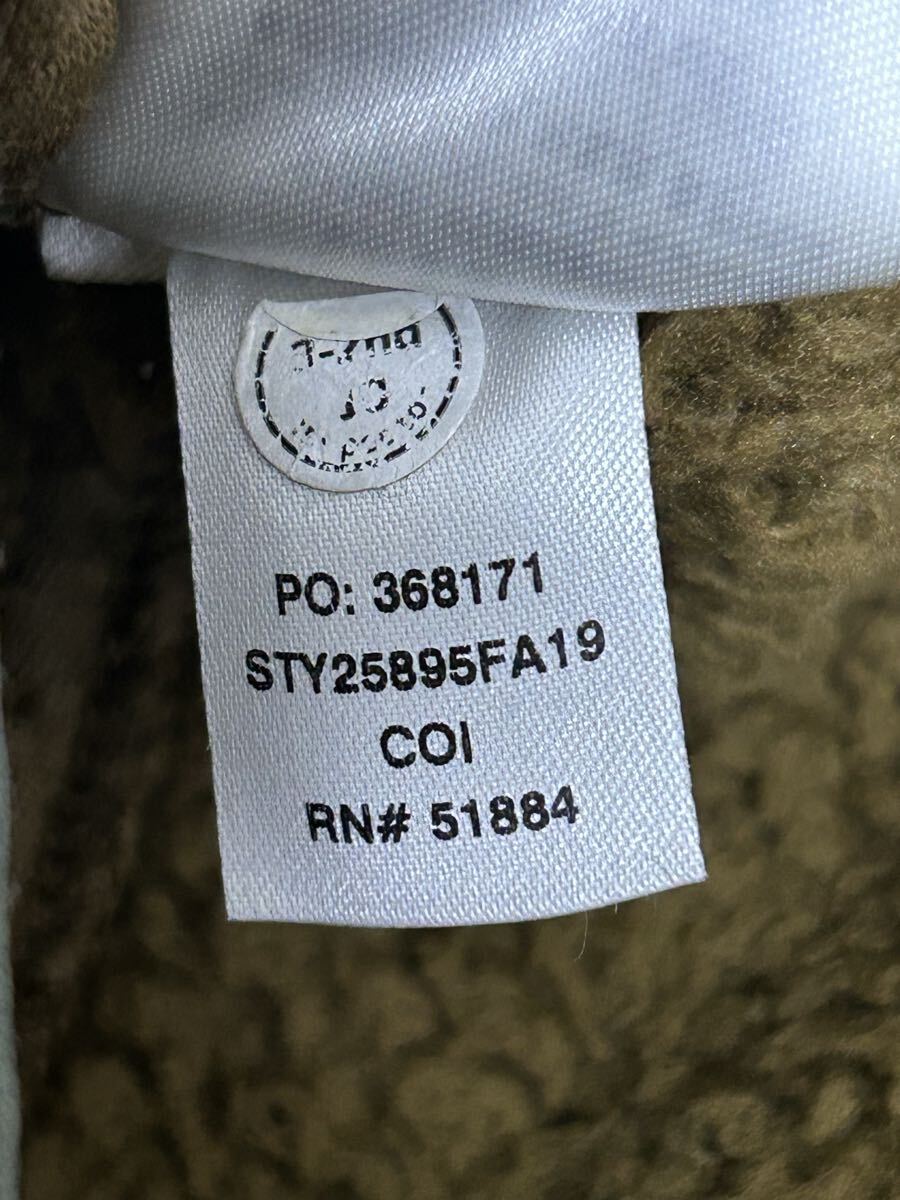 PO: 368171
STY25895FA19
COI
RN# 51884